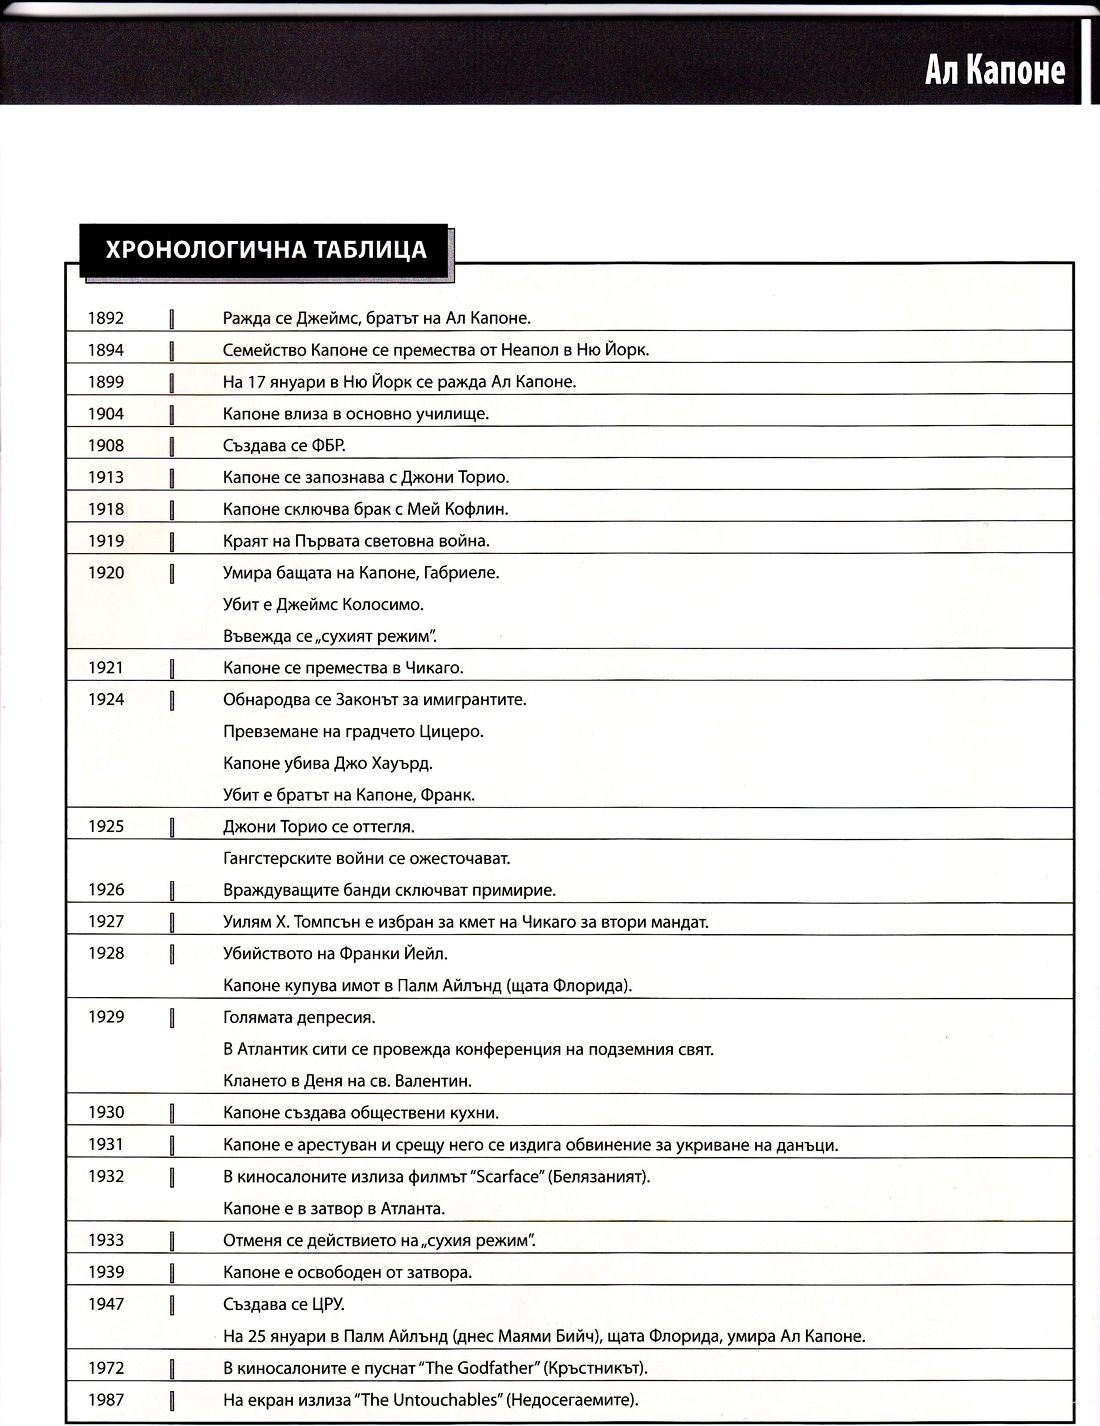 Ал Капоне
ХРОНОЛОГИЧНА ТАБЛИЦА
1892 Ражда се Джеймс, братът на Ал Капоне.
1894 Семейство Капоне се премества от Неапол в Ню Йорк.
1899 На 17 януари в Ню Йорк се ражда Ал Капоне.
1904 Капоне влиза в основно училище.
1908 Създава се ФБР.
1913 Капоне се запознава с Джони Торио.
1918 Капоне сключва брак с Мей Кофлин.
1919 Краят на Първата световна война.
1920 Умира бащата на Капоне, Габриеле.
Убит е Джеймс Колосимо.
Въвежда се „сухият режим”.
1921 Капоне се премества в Чикаго.
1924 Обнародва се Законът за имигрантите.
Превземане на градчето Цицеро.
Капоне убива Джо Хауърд.
Убит е братът на Капоне, Франк.
1925 Джони Торио се оттегля.
Гангстерските войни се ожесточават.
1926 Враждуващите банди сключват примирие.
1927 Уилям Х. Томпсън е избран за кмет на Чикаго за втори мандат.
1928 Убийството на Франки Йейл.
Капоне купува имот в Палм Айлънд (щата Флорида).
1929 Голямата депресия.
В Атлантик сити се провежда конференция на подземния свят.
Клането в Деня на св. Валентин.
1930 Капоне създава обществени кухни.
1931 Капоне е арестуван и срещу него се издига обвинение за укриване на данъци.
1932 В киносалоните излиза филмът “Scarface” (Белязаният).
Капоне е в затвор в Атланта.
1933 Отменя се действието на „сухия режим”.
1939 Капоне е освободен от затвора.
1947 Създава се ЦРУ.
На 25 януари в Палм Айлънд (днес Маями Бийч), щата Флорида, умира Ал Капоне.
1972 В киносалоните е пуснат “The Godfather” (Кръстникът).
1987 На екран излиза “The Untouchables” (Недосегаемите).